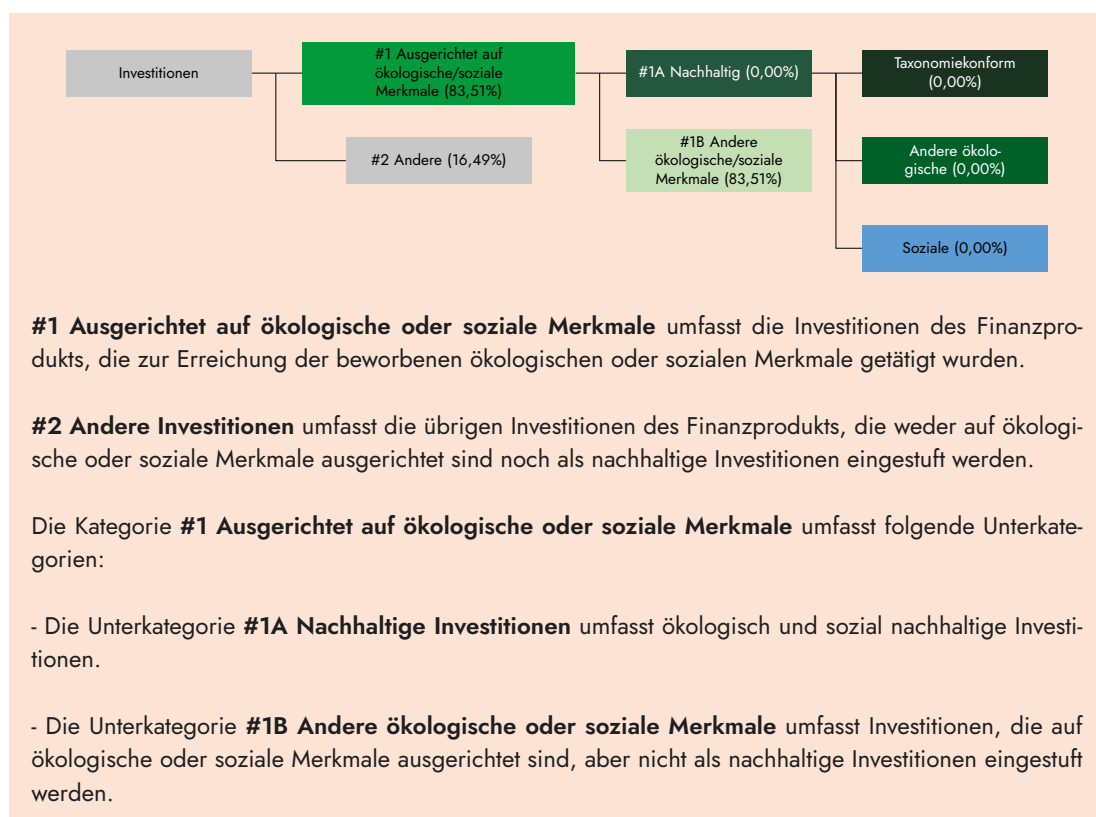 Investitionen
#1 Ausgerichtet auf
ökologische/soziale
Merkmale (83,51%)
#1A Nachhaltig (0,00%)
Taxonomiekonform
(0,00%)
#2 Andere (16,49%)
#1B Andere
ökologische/soziale
Merkmale (83,51%)
Andere ökolo-
gische (0,00%)
Soziale (0,00%)
#1 Ausgerichtet auf ökologische oder soziale Merkmale umfasst die Investitionen des Finanzpro-
dukts, die zur Erreichung der beworbenen ökologischen oder sozialen Merkmale getätigt wurden.
#2 Andere Investitionen umfasst die übrigen Investitionen des Finanzprodukts, die weder auf ökologi-
sche oder soziale Merkmale ausgerichtet sind noch als nachhaltige Investitionen eingestuft werden.
Die Kategorie #1 Ausgerichtet auf ökologische oder soziale Merkmale umfasst folgende Unterkate-
gorien:
- Die Unterkategorie #1A Nachhaltige Investitionen umfasst ökologisch und sozial nachhaltige Investi-
tionen.
- Die Unterkategorie #1B Andere ökologische oder soziale Merkmale umfasst Investitionen, die auf
ökologische oder soziale Merkmale ausgerichtet sind, aber nicht als nachhaltige Investitionen eingestuft
werden.